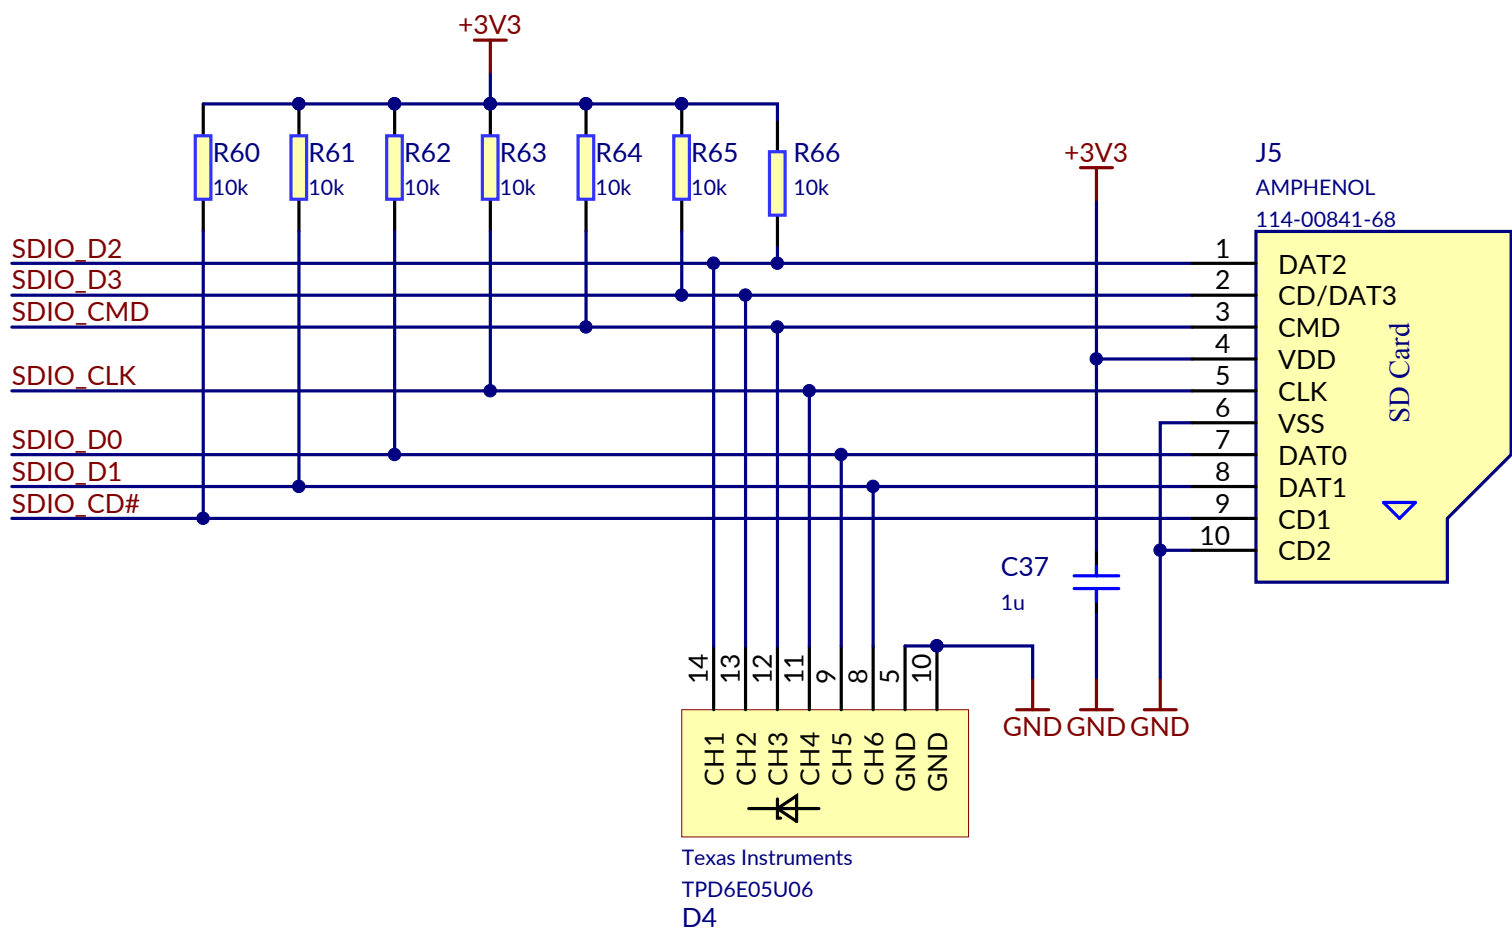 +3V3
R60
10k
R61
10k
R62
10k
R63
10k
R64
10k
R65
10k
R66
10k
+3V3
J5
AMPHENOL
114-00841-68
SDIO_D2
SDIO_D3
SDIO_CMD
SDIO_CLK
SDIO_D0
SDIO_D1
SDIO_CD#
1 DAT2
2 CD/DAT3
3 CMD
4 VDD
5 CLK
6 VSS
7 DAT0
8 DAT1
9 CD1
10 CD2
SD Card
C37
1u
14 CH1
13 CH2
12 CH3
11 CH4
9 CH5
8 CH6
5 GND
10 GND
GND
GND
GND
Texas Instruments
TPD6E05U06
D4